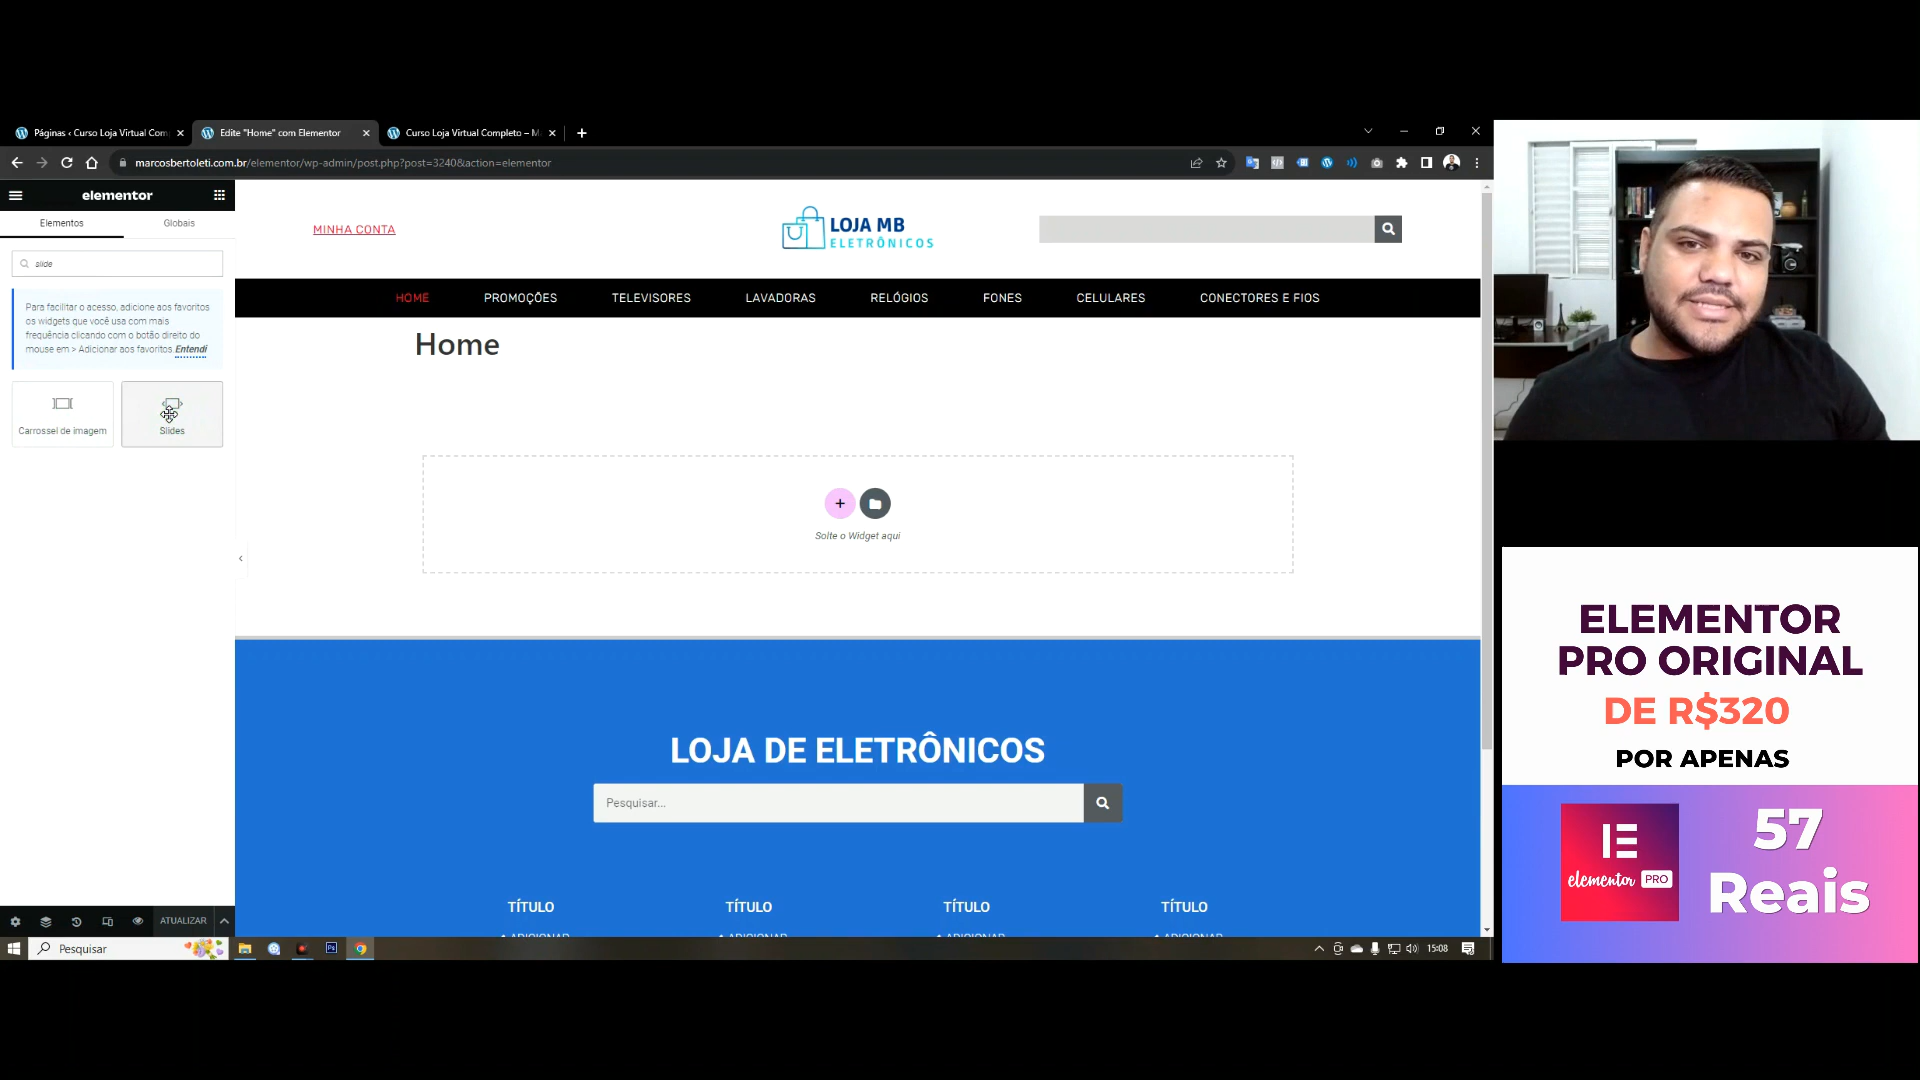 Páginas ‹ Curso Loja Virtual Com
Edite "Home" com Elementor
Curso Loja Virtual Completo – M
marcosbertoleti.com.br/elementor/wp-admin/post.php?post=3240&action=elementor
elementor
Elementos
Globais
slide
Para facilitar o acesso, adicione aos favoritos
os widgets que você usa com mais
frequência clicando com o botão direito do
mouse em > Adicionar aos favoritos. Entendi
Carrossel de imagem
Slides
MINHA CONTA
LOJA MB
ELETRÔNICOS
HOME
PROMOÇÕES
TELEVISORES
LAVADORAS
RELÓGIOS
FONES
CELULARES
CONECTORES E FIOS
Home
Solte o Widget aqui
LOJA DE ELETRÔNICOS
Pesquisar...
TÍTULO
TÍTULO
TÍTULO
TÍTULO
ADICIONAR
ADICIONAR
ADICIONAR
ADICIONAR
ATUALIZAR
Pesquisar
Ps
15:08
ELEMENTOR
PRO ORIGINAL
DE R$320
POR APENAS
elementor PRO
57
Reais